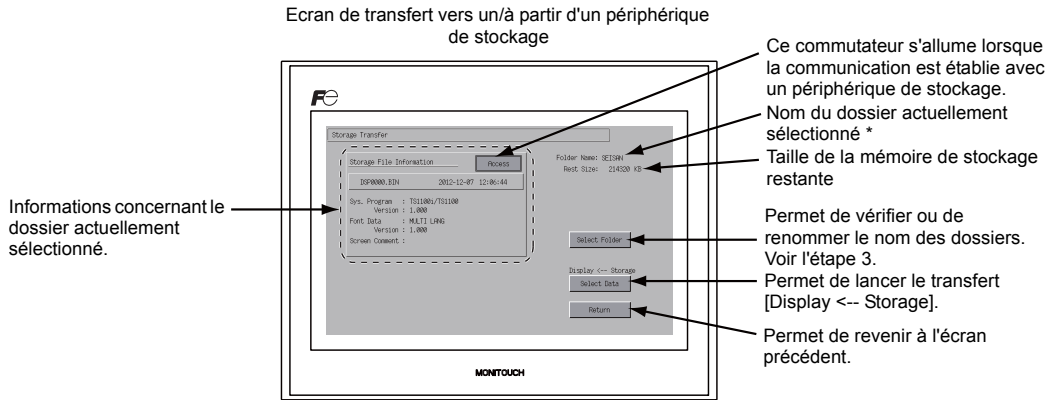 Ecran de transfert vers un/à partir d'un périphérique
de stockage
Ce commutateur s'allume lorsque
la communication est établie avec
un périphérique de stockage.
Nom du dossier actuellement
sélectionné *
Taille de la mémoire de stockage
restante
Permet de vérifier ou de
renommer le nom des dossiers.
Voir l'étape 3.
Permet de lancer le transfert
[Display <-- Storage].
Permet de revenir à l'écran
précédent.
Informations concernant le
dossier actuellement
sélectionné.
Fe
Storage Transfer
Storage File Information
Access
DSP0000.BIN 2012-12-07 12:06:44
Sys. Program : TS1100i/TS1100
Version : 1.000
Font Data : MULTI LANG
Version : 1.000
Screen Comment :
Folder Name: SEISAN
Rest Size: 214320 KB
Select Folder
Display <-- Storage
Select Data
Return
MONITOUCH